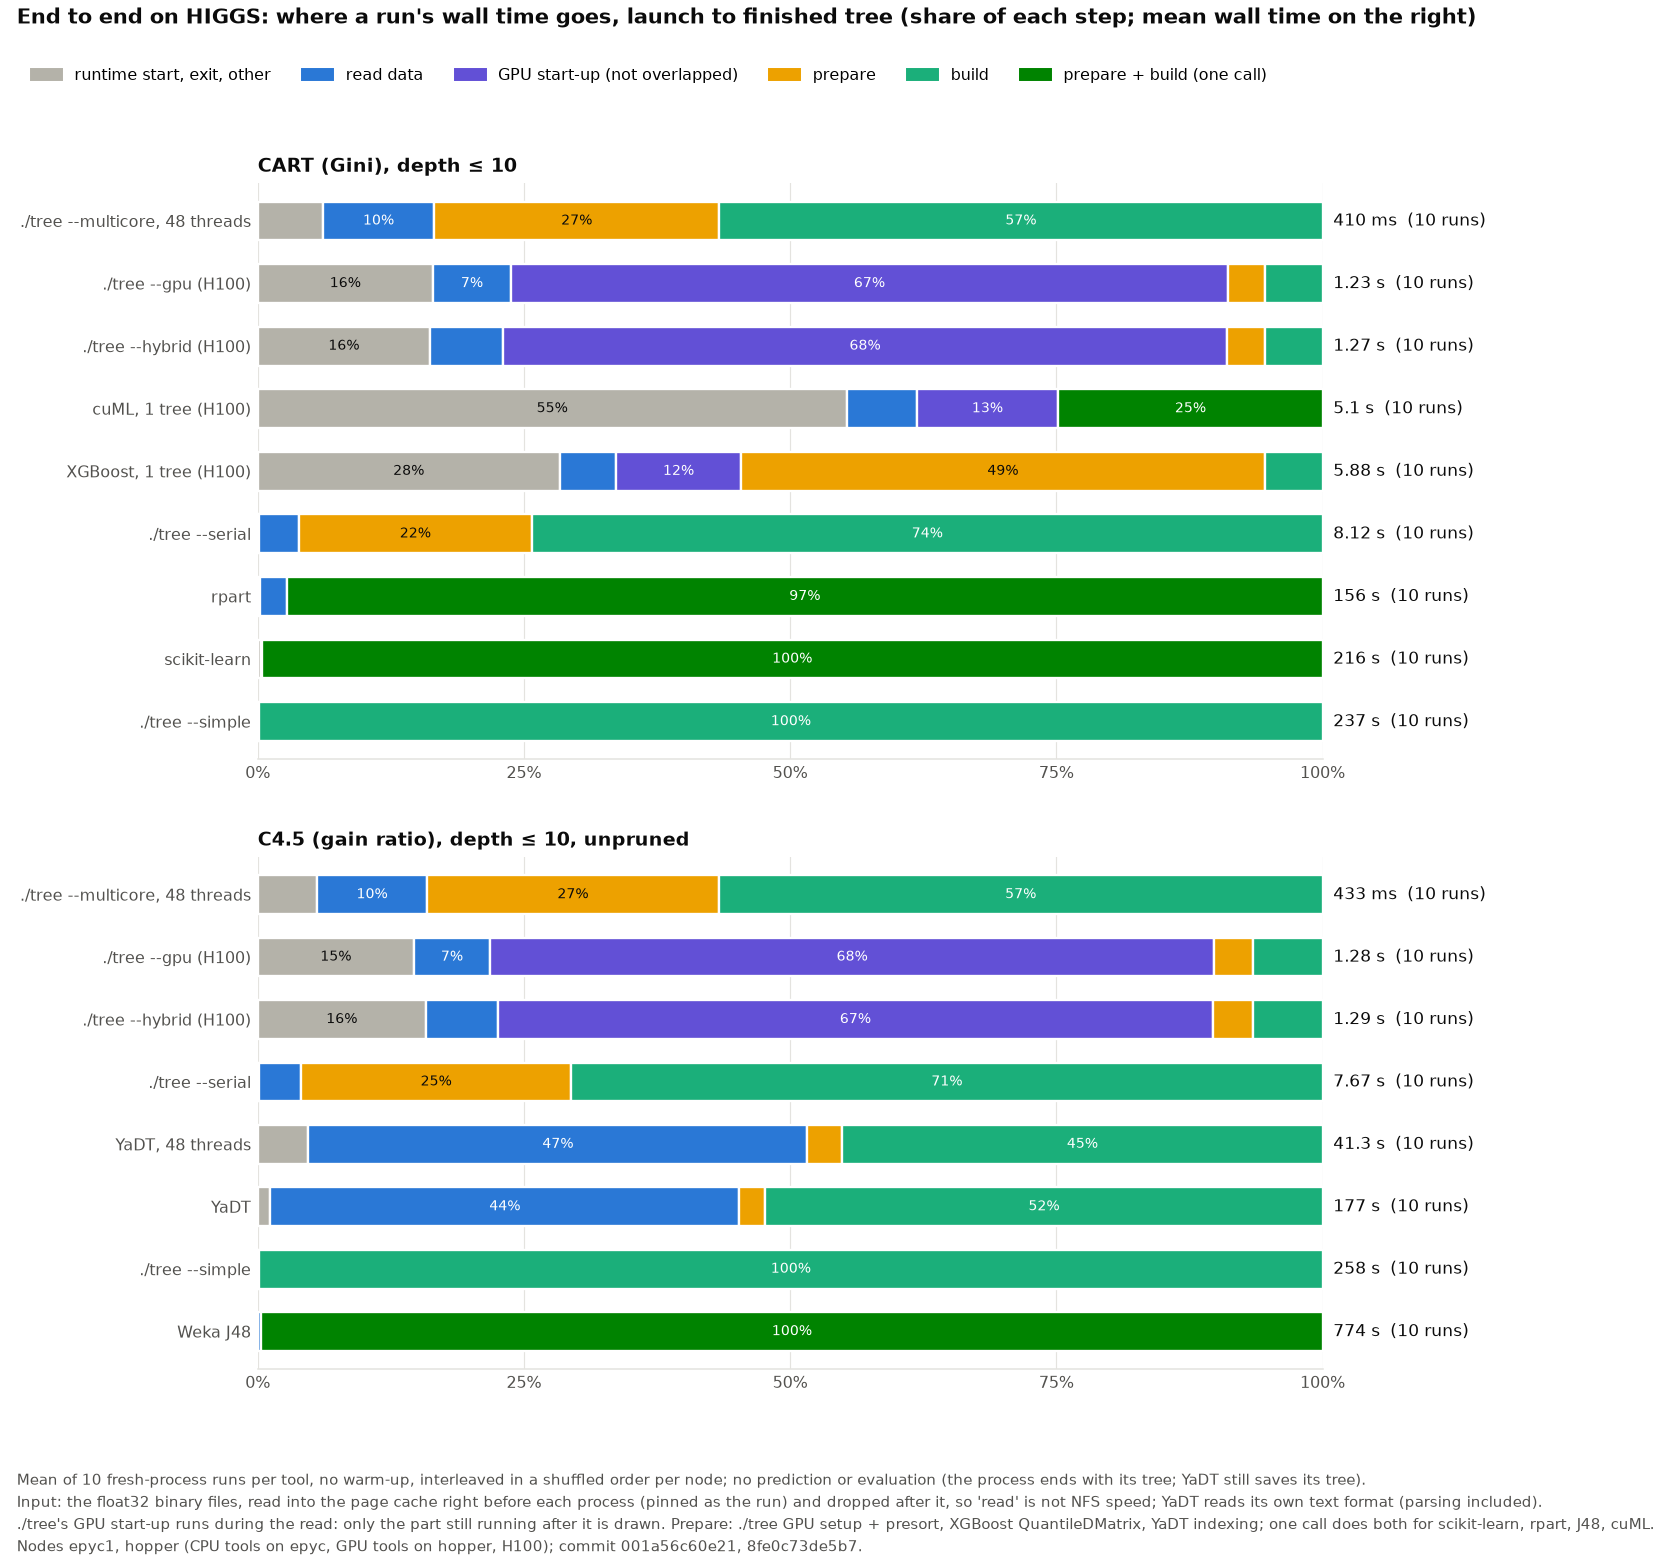 End to end on HIGGS: where a run's wall time goes, launch to finished tree (share of each step; mean wall time on the right)
runtime start, exit, other  read data  GPU start-up (not overlapped)  prepare  build  prepare + build (one call)
CART (Gini), depth ≤ 10
./tree --multicore, 48 threads  10%  27%  57%  410 ms  (10 runs)
./tree --gpu (H100)  16%  7%  67%  1.23 s  (10 runs)
./tree --hybrid (H100)  16%  68%  1.27 s  (10 runs)
cuML, 1 tree (H100)  55%  13%  25%  5.1 s  (10 runs)
XGBoost, 1 tree (H100)  28%  12%  49%  5.88 s  (10 runs)
./tree --serial  22%  74%  8.12 s  (10 runs)
rpart  97%  156 s  (10 runs)
scikit-learn  100%  216 s  (10 runs)
./tree --simple  100%  237 s  (10 runs)
0%  25%  50%  75%  100%
C4.5 (gain ratio), depth ≤ 10, unpruned
./tree --multicore, 48 threads  10%  27%  57%  433 ms  (10 runs)
./tree --gpu (H100)  15%  7%  68%  1.28 s  (10 runs)
./tree --hybrid (H100)  16%  67%  1.29 s  (10 runs)
./tree --serial  25%  71%  7.67 s  (10 runs)
YaDT, 48 threads  47%  45%  41.3 s  (10 runs)
YaDT  44%  52%  177 s  (10 runs)
./tree --simple  100%  258 s  (10 runs)
Weka J48  100%  774 s  (10 runs)
0%  25%  50%  75%  100%
Mean of 10 fresh-process runs per tool, no warm-up, interleaved in a shuffled order per node; no prediction or evaluation (the process ends with its tree; YaDT still saves its tree).
Input: the float32 binary files, read into the page cache right before each process (pinned as the run) and dropped after it, so 'read' is not NFS speed; YaDT reads its own text format (parsing included).
./tree's GPU start-up runs during the read: only the part still running after it is drawn. Prepare: ./tree GPU setup + presort, XGBoost QuantileDMatrix, YaDT indexing; one call does both for scikit-learn, rpart, J48, cuML.
Nodes epyc1, hopper (CPU tools on epyc, GPU tools on hopper, H100); commit 001a56c60e21, 8fe0c73de5b7.